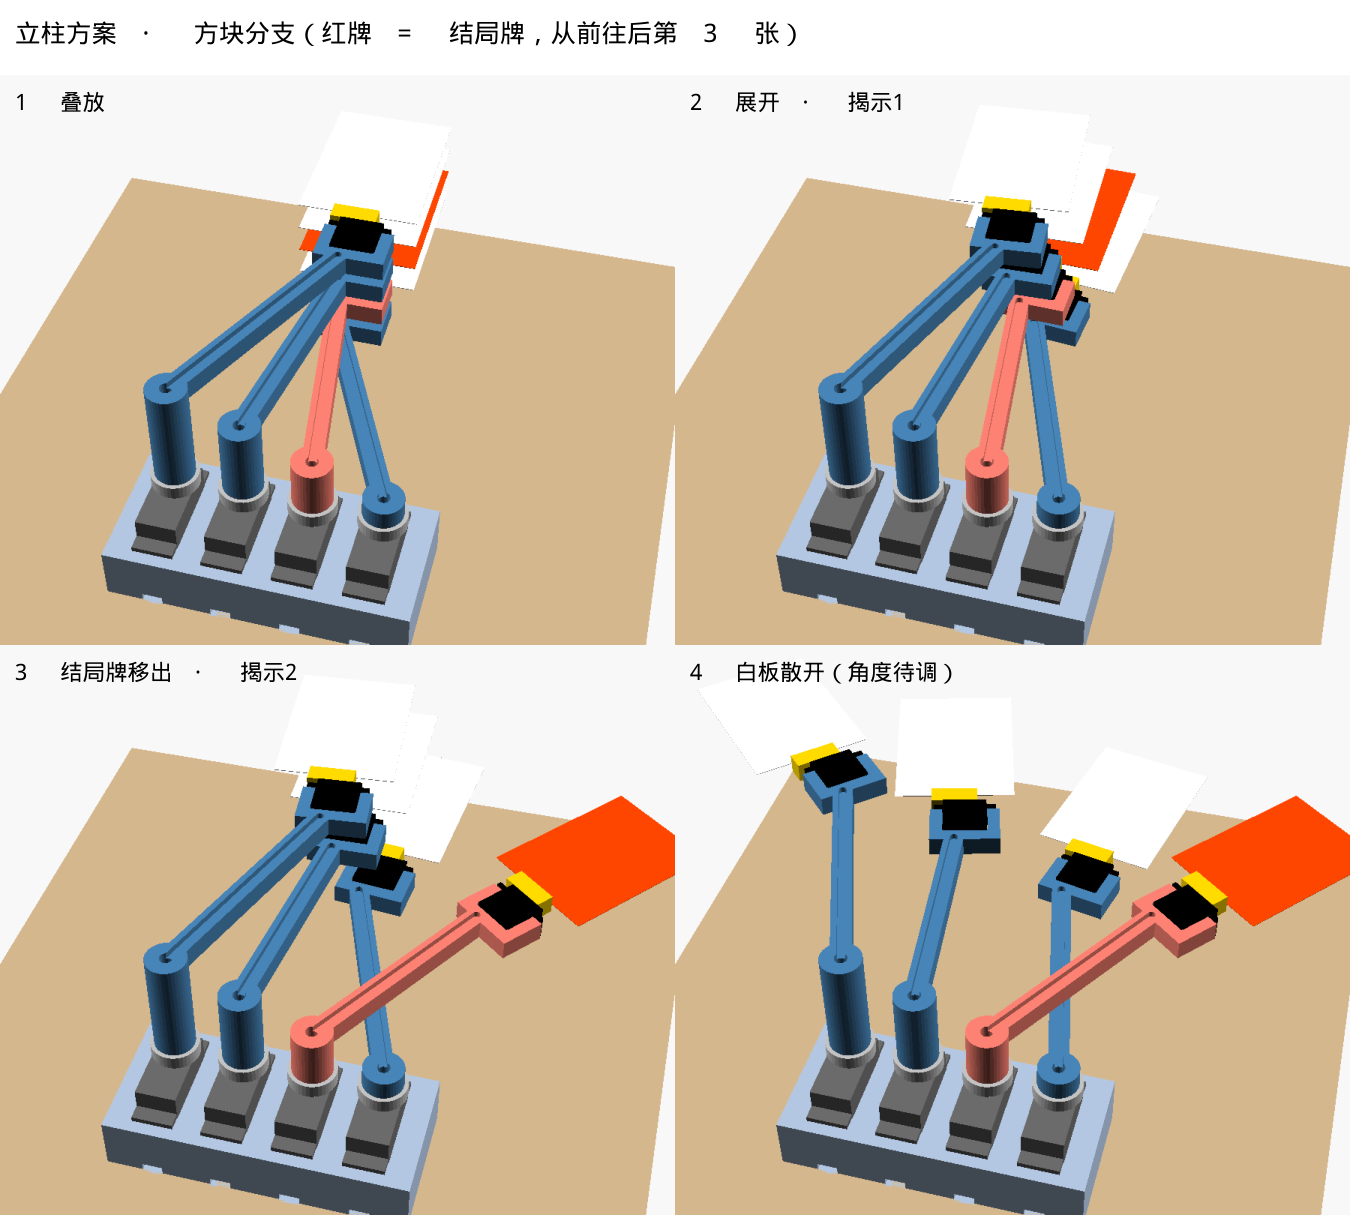 立柱方案 · 方块分支(红牌 = 结局牌,从前往后第 3 张)
1 叠放
2 展开 · 揭示1
3 结局牌移出 · 揭示2
4 白板散开(角度待调)